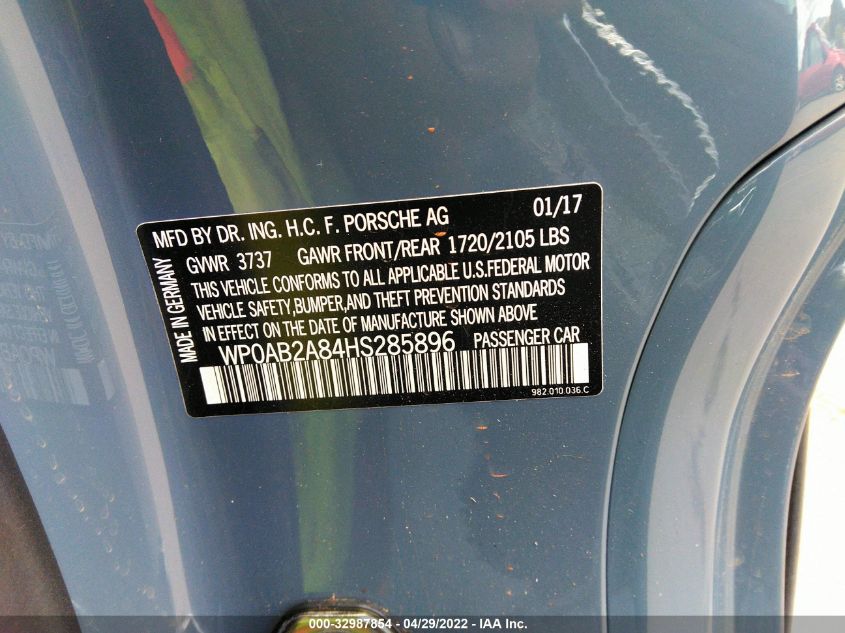 MFD BY DR. ING. H.C. F. PORSCHE AG 01/17
GVWR 3737 GAWR FRONT/REAR 1720/2105 LBS
THIS VEHICLE CONFORMS TO ALL APPLICABLE U.S.FEDERAL MOTOR
VEHICLE SAFETY,BUMPER,AND THEFT PREVENTION STANDARDS
IN EFFECT ON THE DATE OF MANUFACTURE SHOWN ABOVE
WP0AB2A84HS285896 PASSENGER CAR
982.010.036.C
MADE IN GERMANY
000-32987854 - 04/29/2022 - IAA Inc.